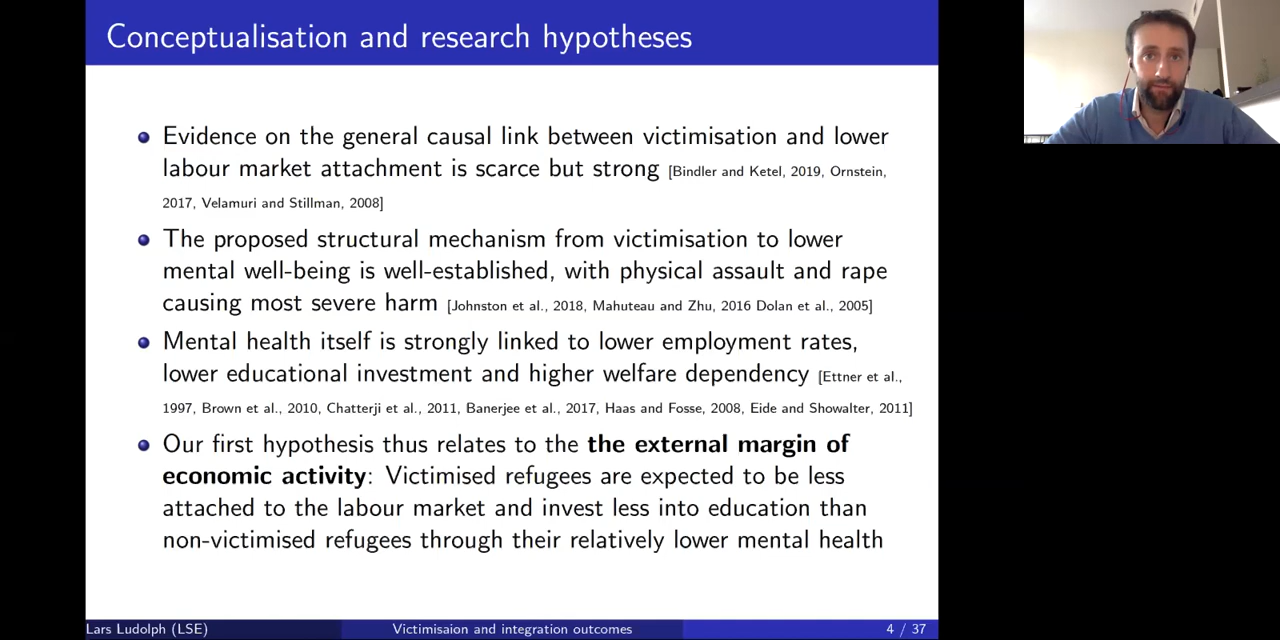 Conceptualisation and research hypotheses
Evidence on the general causal link between victimisation and lower
labour market attachment is scarce but strong [Bindler and Ketel, 2019, Ornstein,
2017, Velamuri and Stillman, 2008]
The proposed structural mechanism from victimisation to lower
mental well-being is well-established, with physical assault and rape
causing most severe harm [Johnston et al., 2018, Mahuteau and Zhu, 2016 Dolan et al., 2005]
Mental health itself is strongly linked to lower employment rates,
lower educational investment and higher welfare dependency [Ettner et al.,
1997, Brown et al., 2010, Chatterji et al., 2011, Banerjee et al., 2017, Haas and Fosse, 2008, Eide and Showalter, 2011]
Our first hypothesis thus relates to the the external margin of
economic activity: Victimised refugees are expected to be less
attached to the labour market and invest less into education than
non-victimised refugees through their relatively lower mental health
Lars Ludolph (LSE)
Victimisaion and integration outcomes
4 / 37